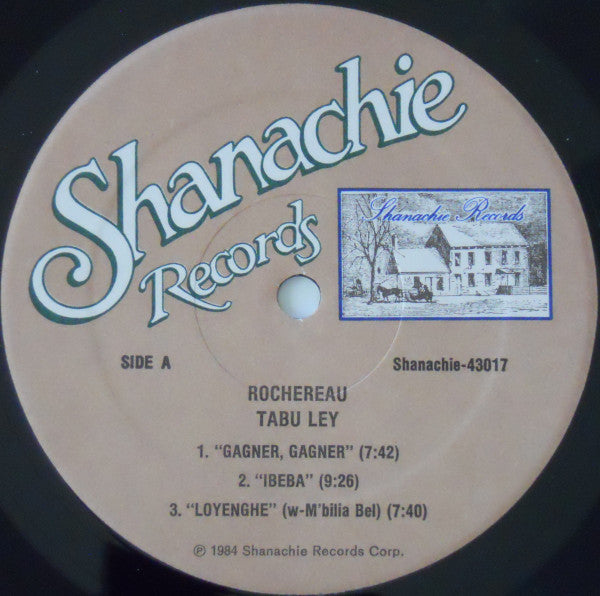 Shanachie
Records
Shanachie Records
SIDE A
Shanachie-43017
ROCHEREAU
TABU LEY
1. "GAGNER, GAGNER" (7:42)
2. "IBEBA" (9:26)
3. "LOYENGHE" (w-M'bilia Bel) (7:40)
℗ 1984 Shanachie Records Corp.